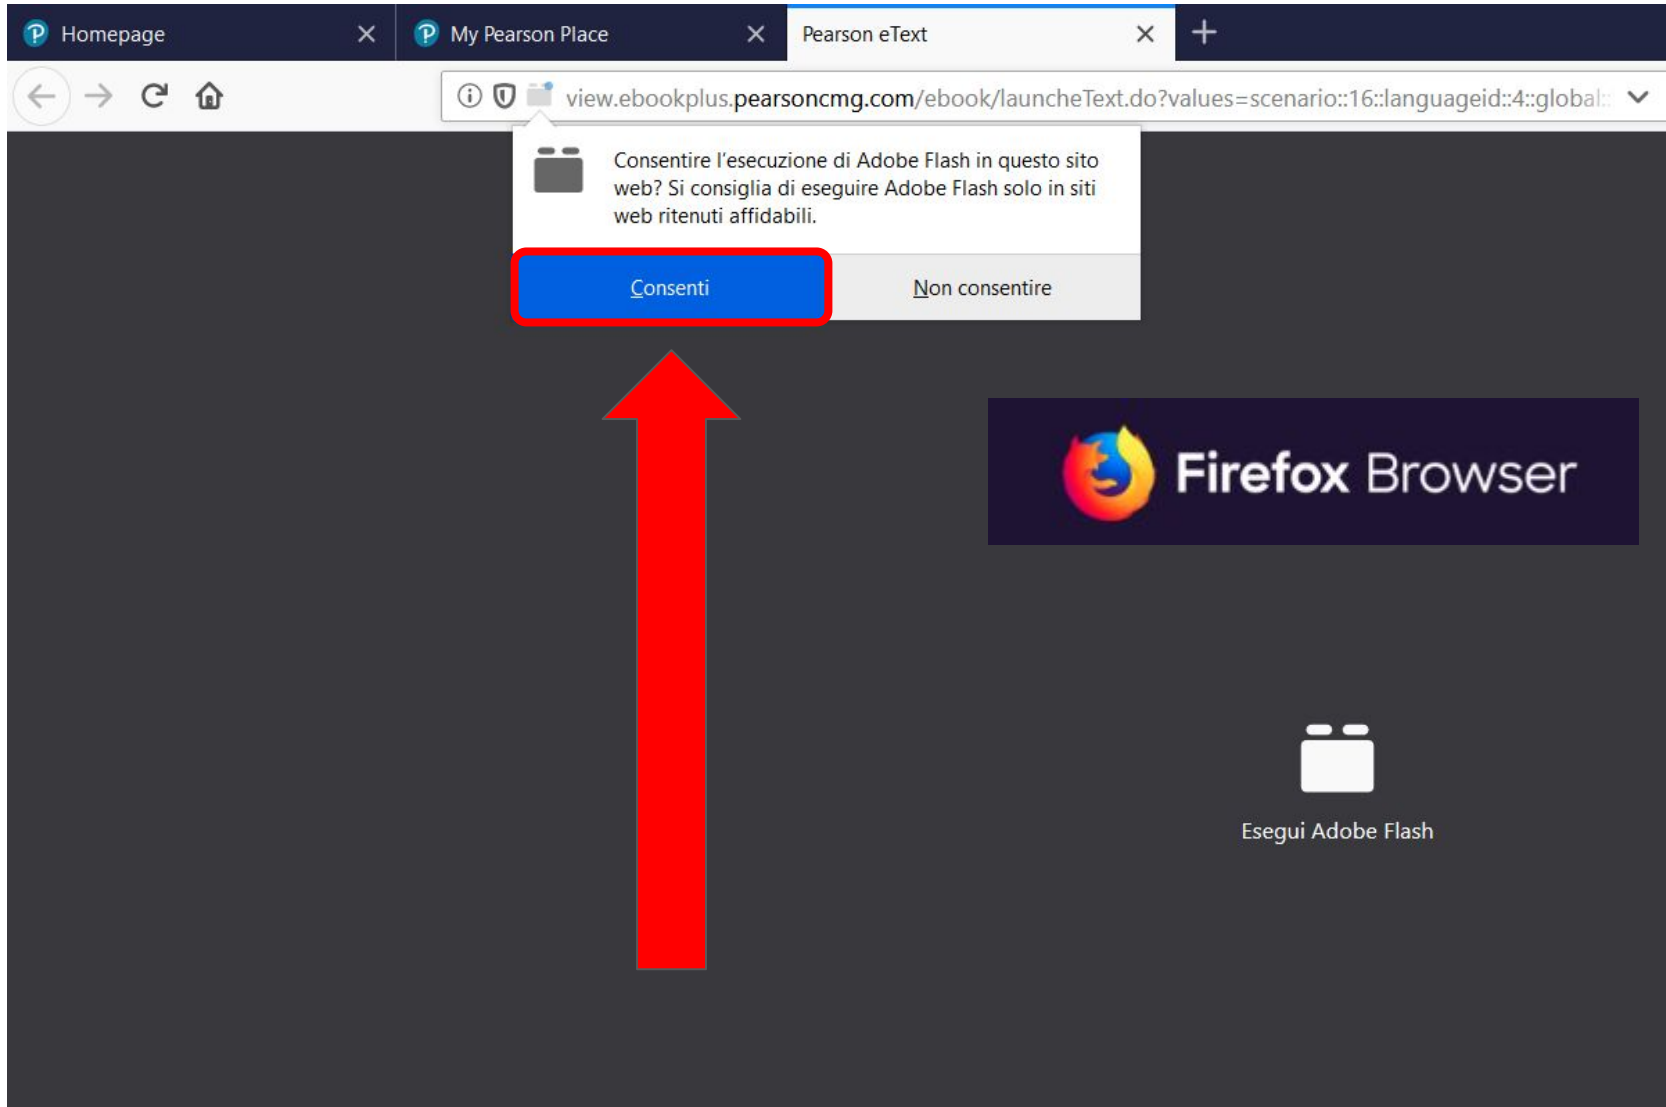 Homepage
My Pearson Place
Pearson eText
view.ebookplus.pearsoncmg.com/ebook/launcheText.do?values=scenario::16::languageid::4::global::
Consentire l'esecuzione di Adobe Flash in questo sito
web? Si consiglia di eseguire Adobe Flash solo in siti
web ritenuti affidabili.
Consenti
Non consentire
Firefox Browser
Esegui Adobe Flash